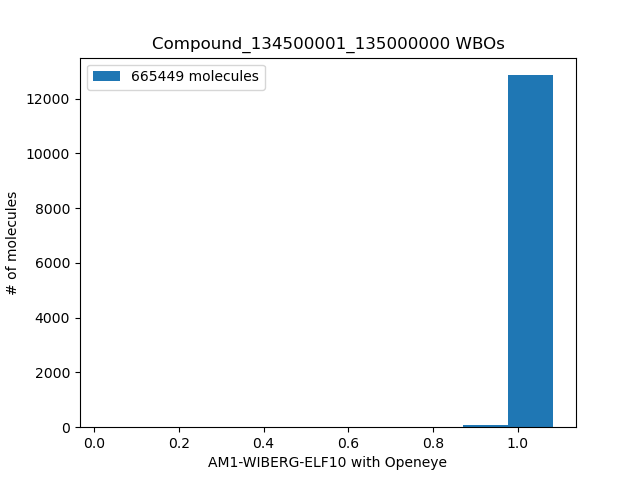 Compound_134500001_135000000 WBOs
665449 molecules
12000
10000
8000
6000
4000
2000
0
# of molecules
0.0 0.2 0.4 0.6 0.8 1.0
AM1-WIBERG-ELF10 with Openeye